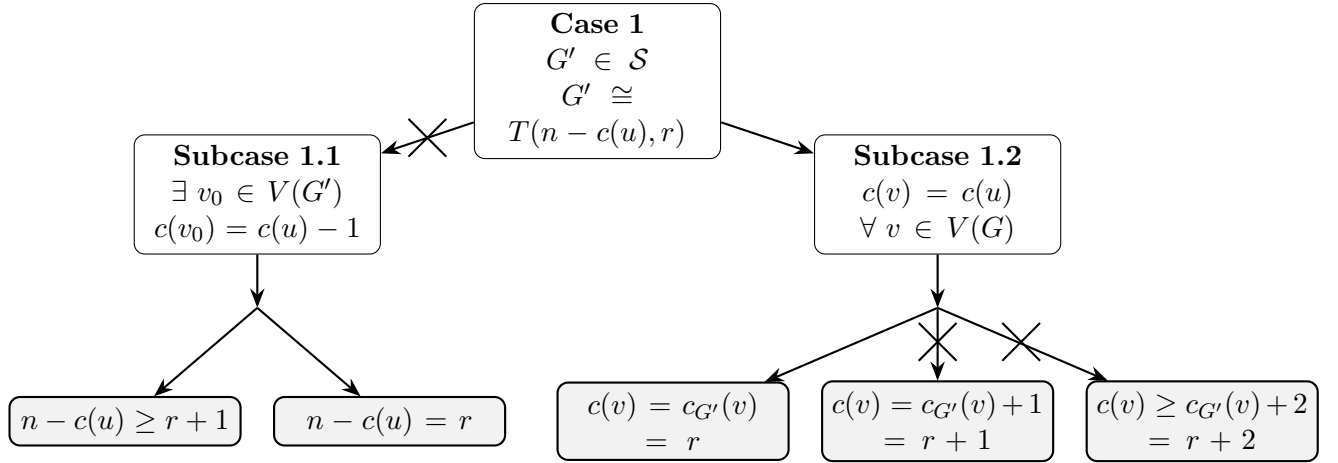 Case 1
G′ ∈ 𝒮
G′ ≅
T(n − c(u), r)
Subcase 1.1
∃ v₀ ∈ V(G′)
c(v₀) = c(u) − 1
Subcase 1.2
c(v) = c(u)
∀ v ∈ V(G)
n − c(u) ≥ r + 1
n − c(u) = r
c(v) = c_{G′}(v)
= r
c(v) = c_{G′}(v) + 1
= r + 1
c(v) ≥ c_{G′}(v) + 2
= r + 2